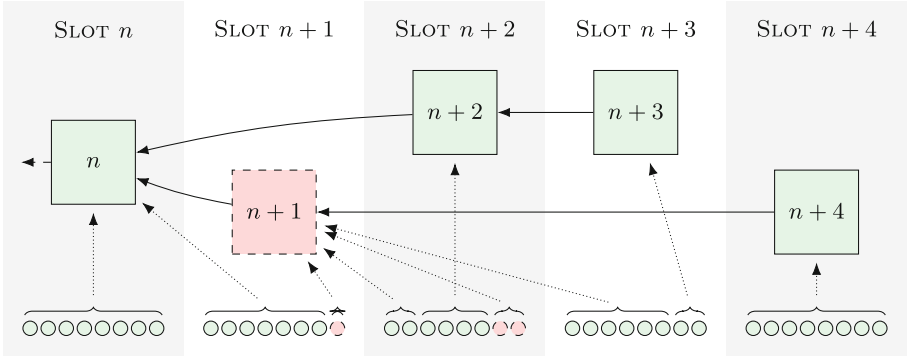 SLOT n
SLOT n + 1
SLOT n + 2
SLOT n + 3
SLOT n + 4
n + 2
n + 3
n
n + 1
n + 4